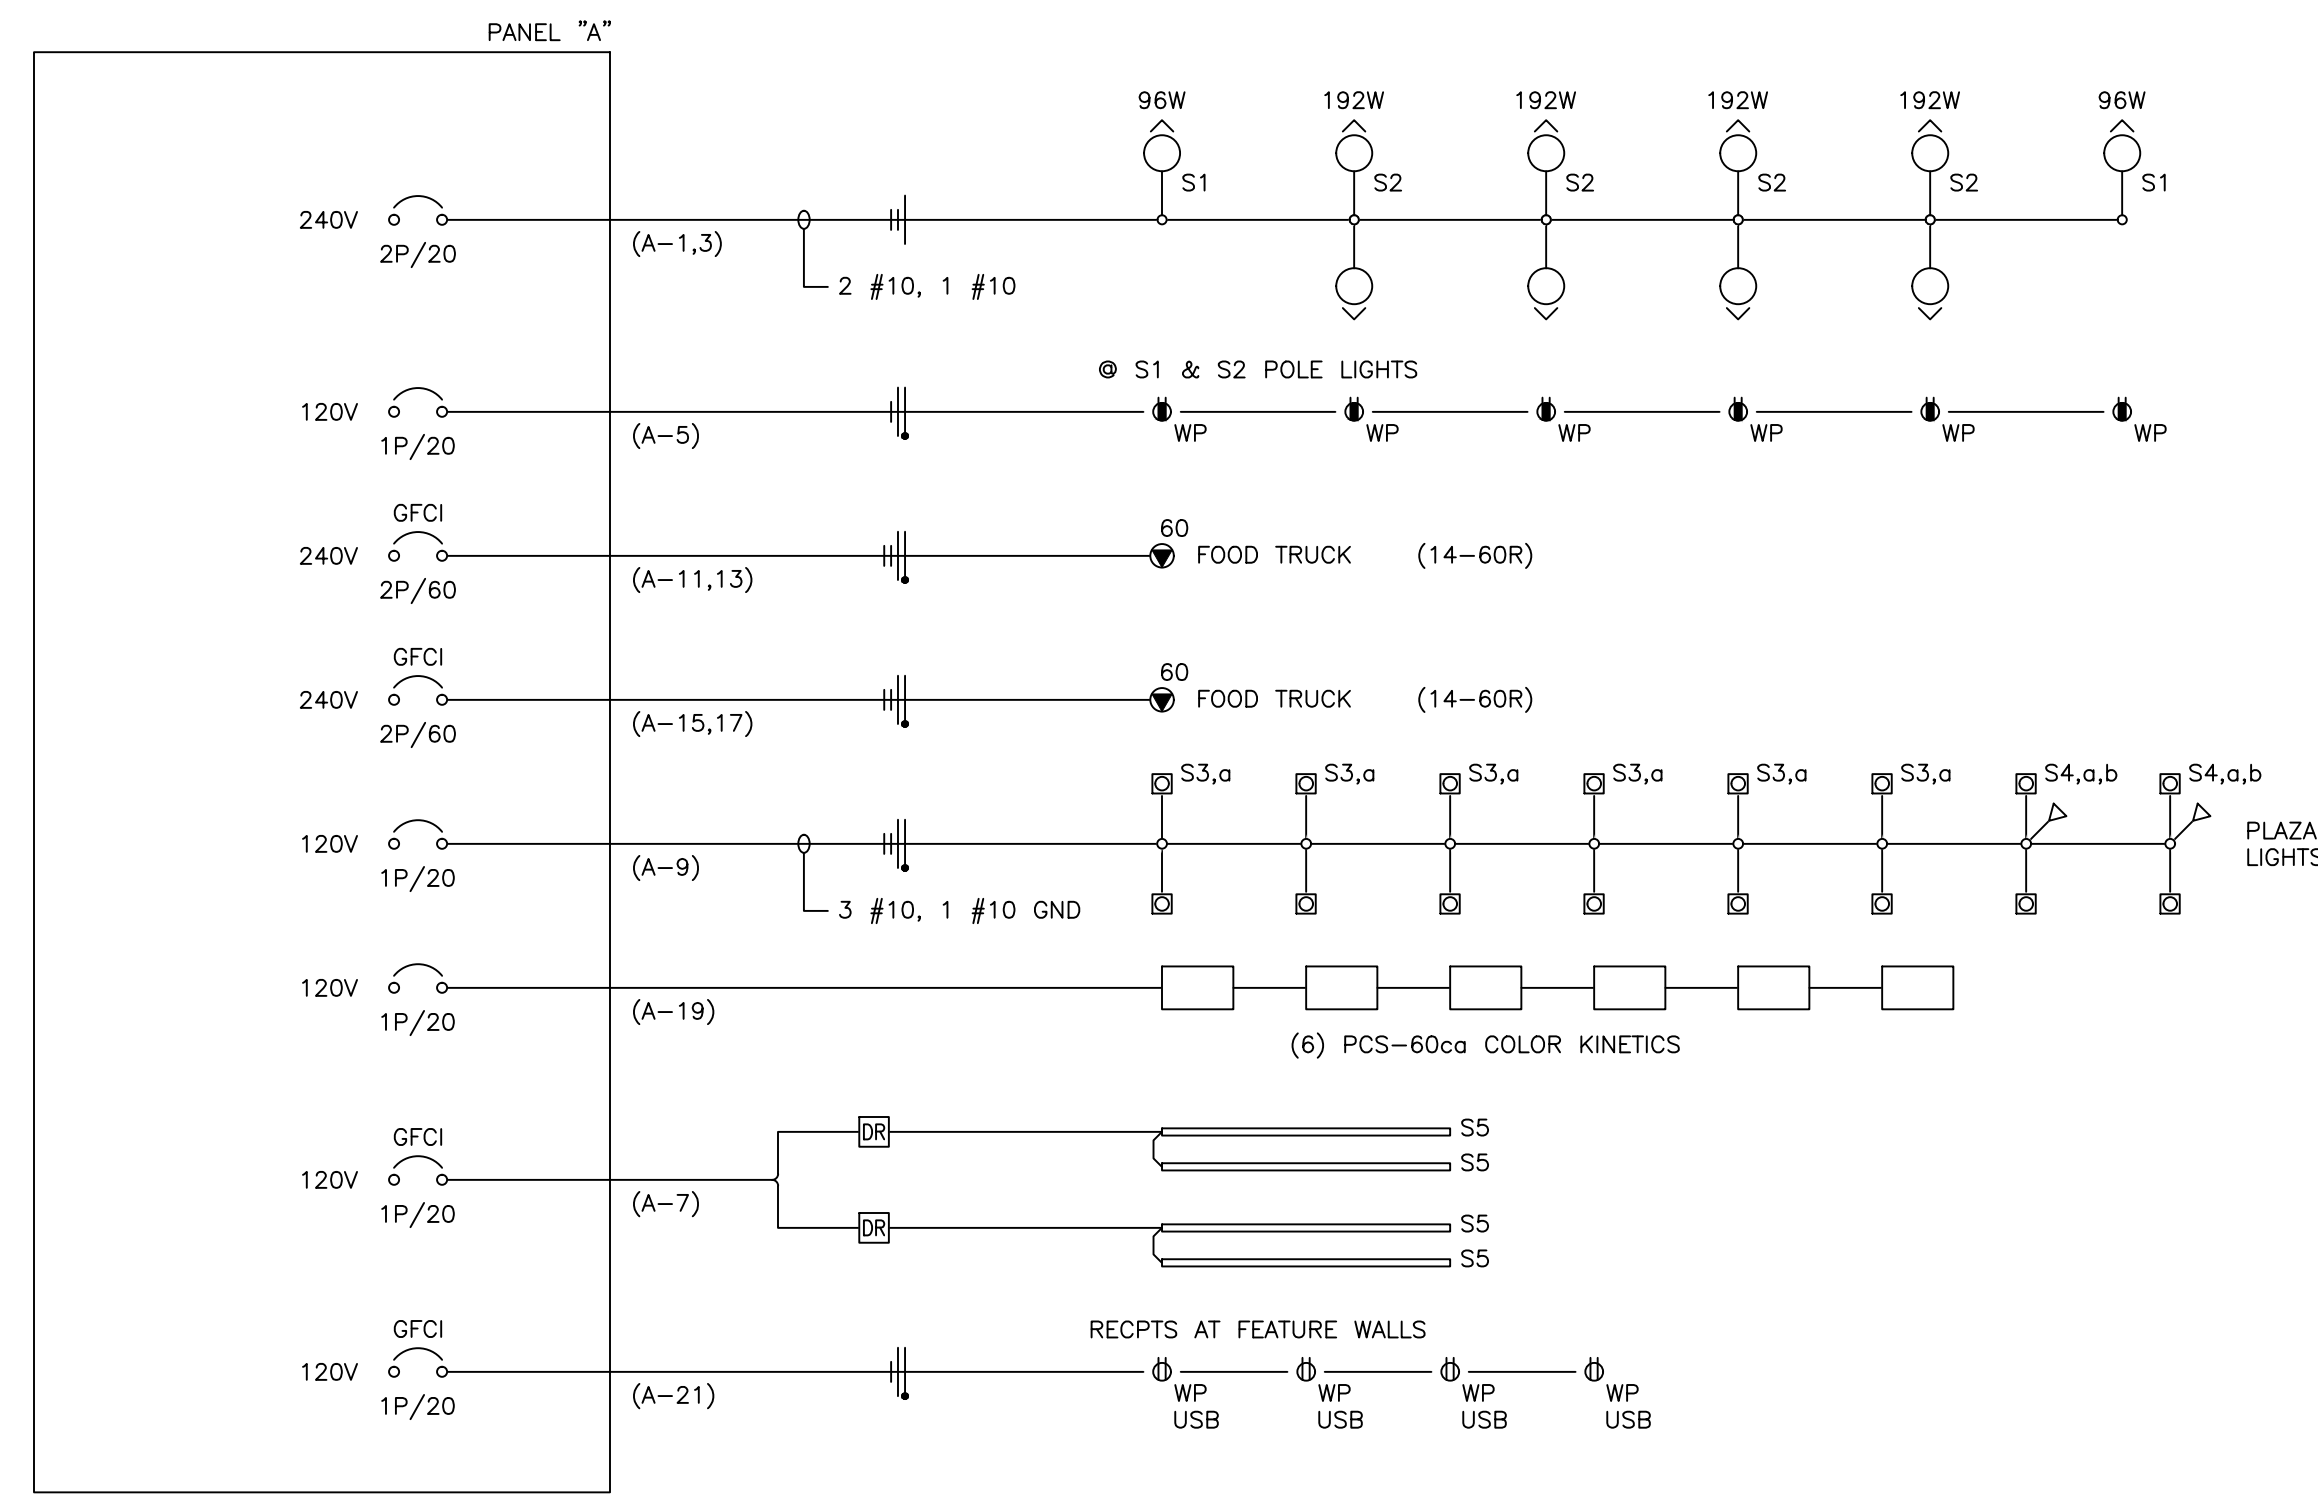 PANEL "A"
96W 192W 192W 192W 192W 96W
S1 S2 S2 S2 S2 S1
240V
2P/20
(A-1,3)
2 #10, 1 #10
@ S1 & S2 POLE LIGHTS
120V
1P/20
(A-5)
WP WP WP WP WP WP
GFCI
240V
2P/60
(A-11,13)
60
FOOD TRUCK (14-60R)
GFCI
240V
2P/60
(A-15,17)
60
FOOD TRUCK (14-60R)
S3,a S3,a S3,a S3,a S3,a S3,a S4,a,b S4,a,b
120V
1P/20
(A-9)
3 #10, 1 #10 GND
PLAZA
LIGHTS
120V
1P/20
(A-19)
(6) PCS-60ca COLOR KINETICS
GFCI
120V
1P/20
(A-7)
DR
S5
S5
DR
S5
S5
RECPTS AT FEATURE WALLS
GFCI
120V
1P/20
(A-21)
WP WP WP WP
USB USB USB USB